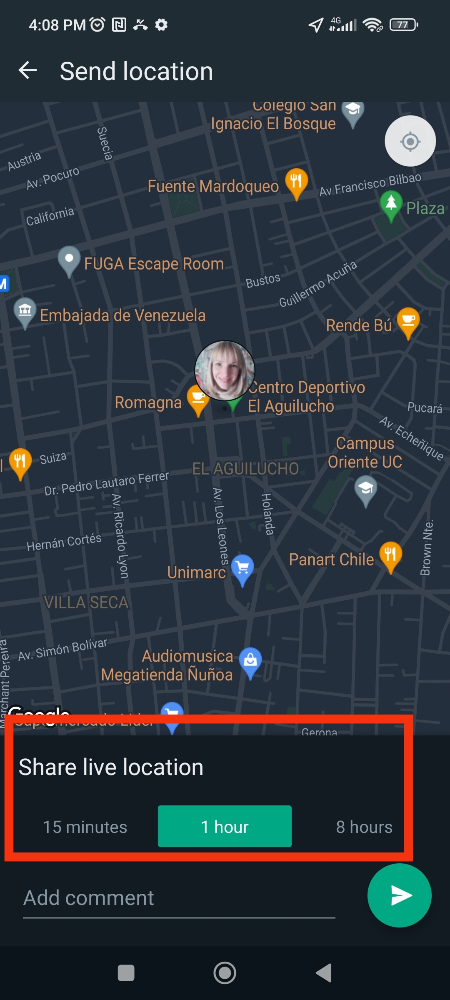 4:08 PM
4G
77
Send location
Colegio San
Ignacio El Bosque
Suecia
Austria
Av. Pocuro
Fuente Mardoqueo
Av Francisco Bilbao
Plaza
California
FUGA Escape Room
Bustos
Guillermo Acuña
M
Embajada de Venezuela
Rende Bú
Centro Deportivo
El Aguilucho
Romagna
Pucará
Av. Echeñique
Campus
Oriente UC
l
Suiza
EL AGUILUCHO
Dr. Pedro Lautaro Ferrer
Av. Ricardo Lyon
Av. Los Leones
Holanda
Hernán Cortés
Brown Nte.
Panart Chile
Unimarc
VILLA SECA
Av. Simón Bolívar
Marchant Pereira
Audiomusica
Megatienda Ñuñoa
Google
Supermercado Lider
Gerona
Share live location
15 minutes
1 hour
8 hours
Add comment